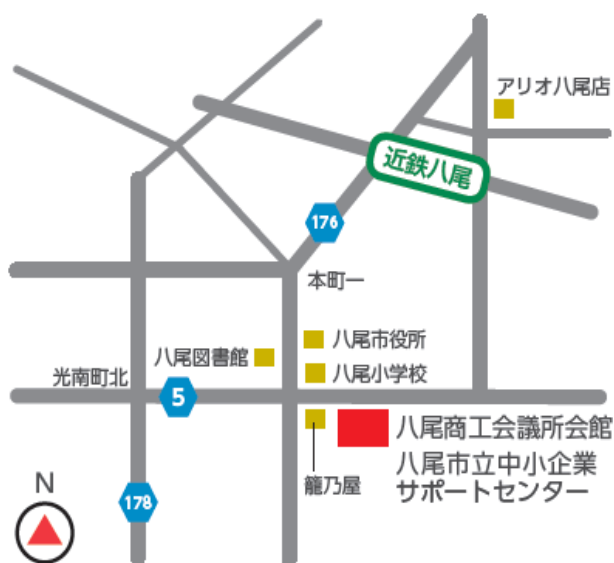 アリオ八尾店
近鉄八尾
176
本町一
八尾市役所
八尾図書館
八尾小学校
光南町北
5
八尾商工会議所会館
八尾市立中小企業
サポートセンター
籠乃屋
178
N